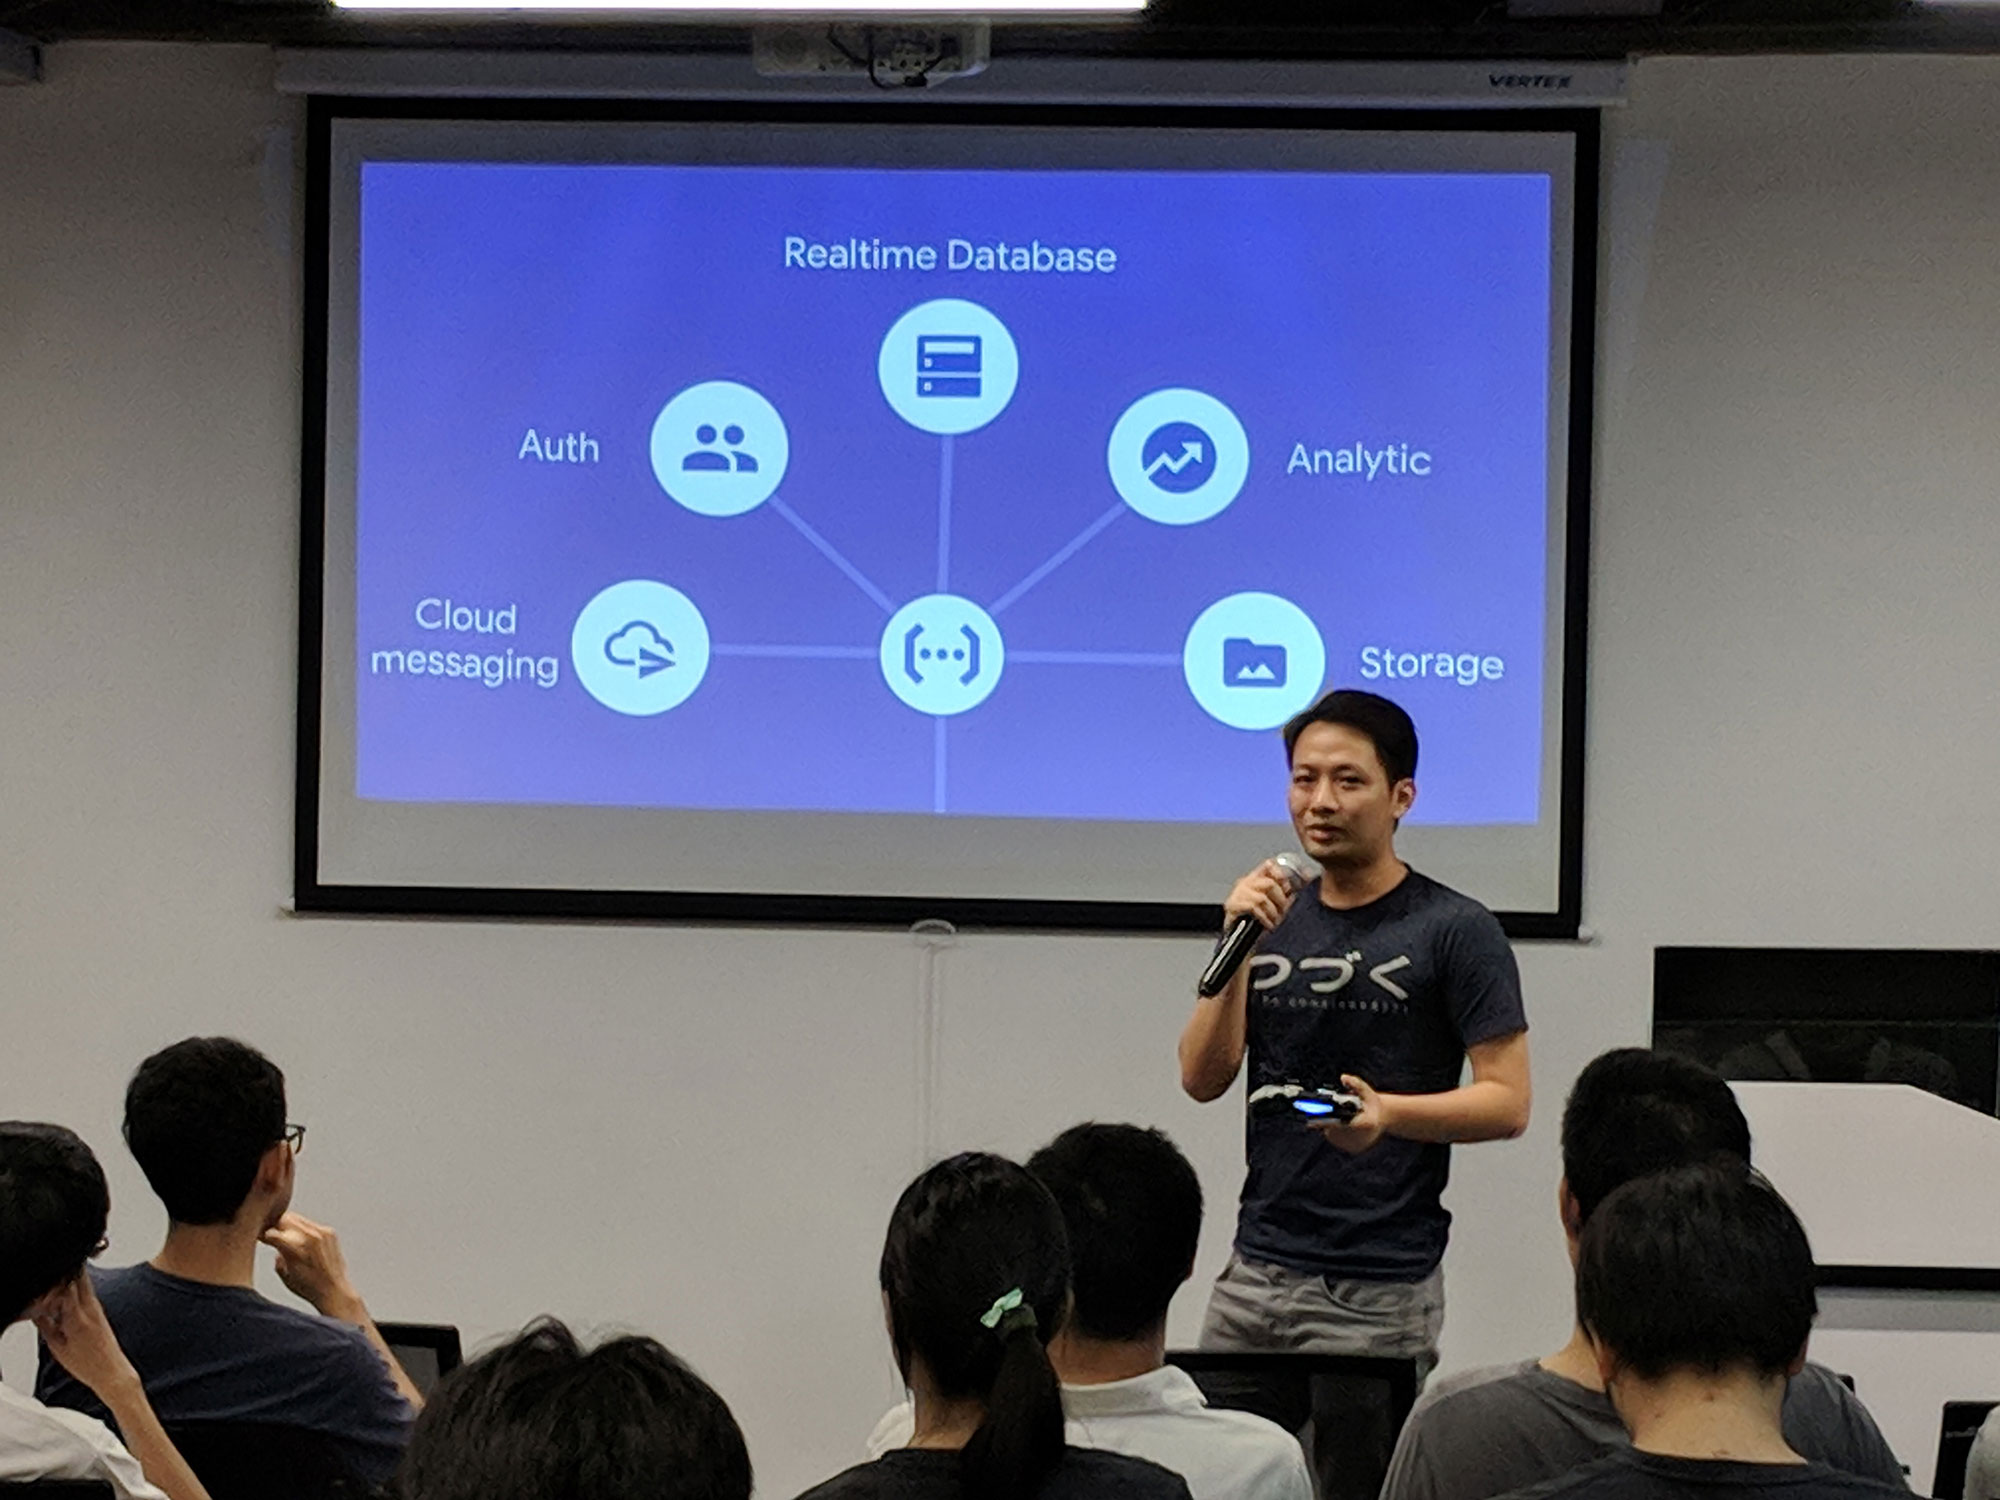 VERTEX
Realtime Database
Auth
Analytic
Cloud
messaging
Storage
つづく